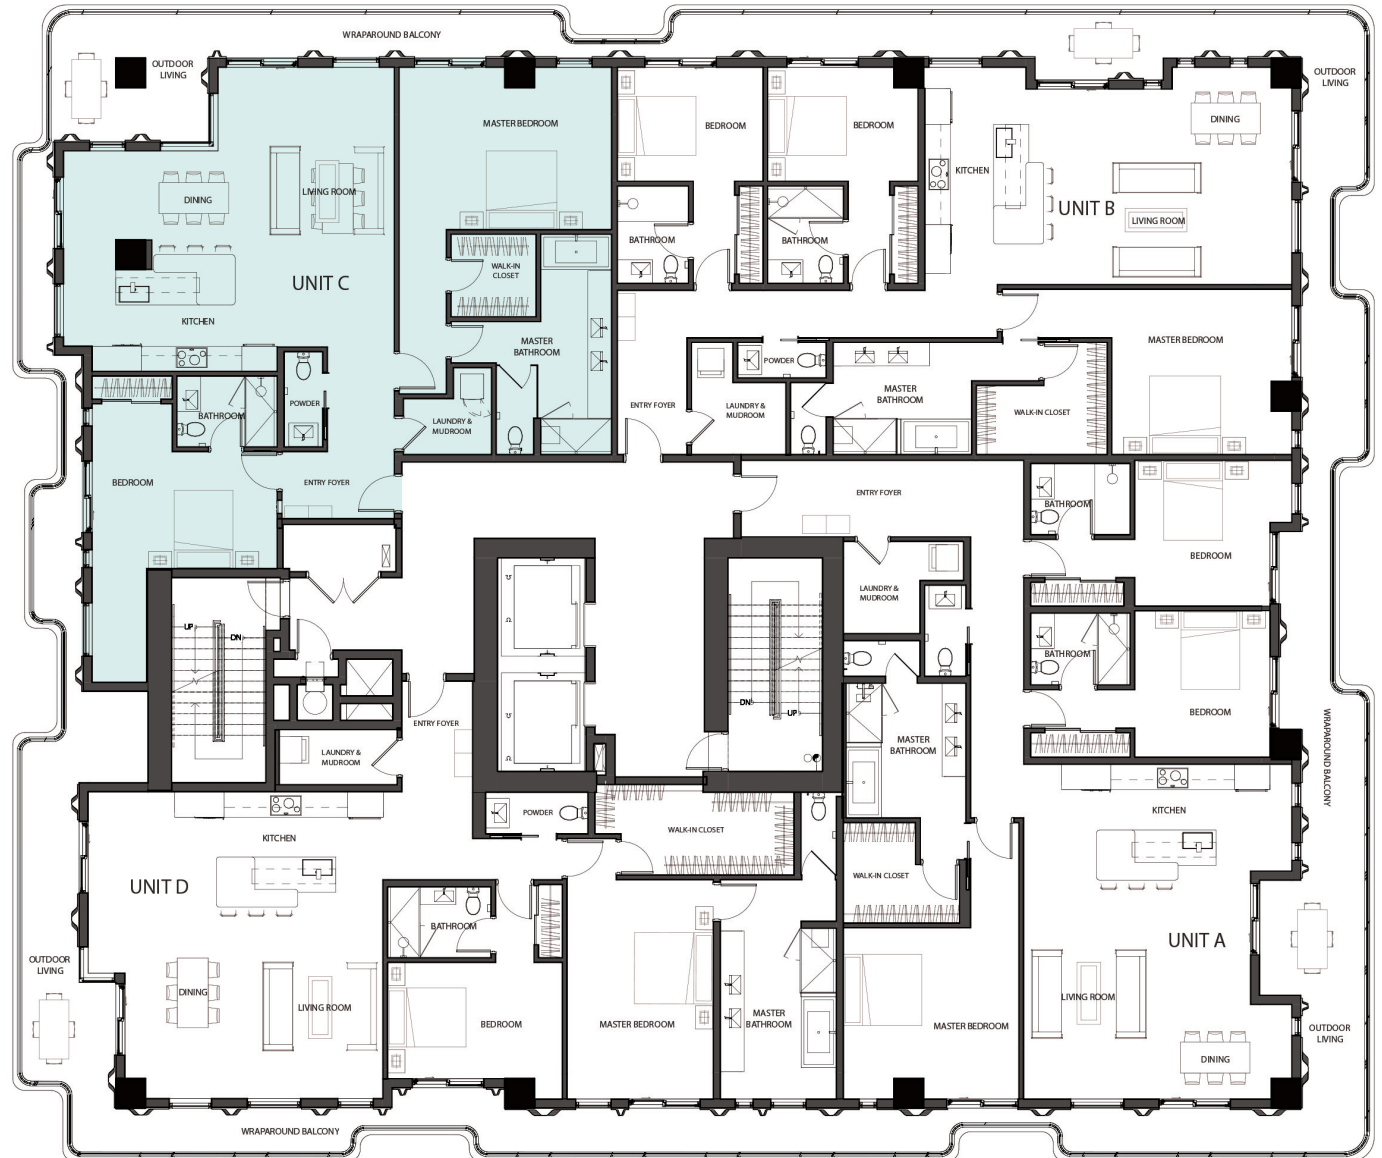 WRAPAROUND BALCONY
OUTDOOR
LIVING
OUTDOOR
LIVING
MASTER BEDROOM
BEDROOM
BEDROOM
DINING
KITCHEN
LIVING ROOM
DINING
UNIT B
LIVING ROOM
BATHROOM
BATHROOM
WALK-IN
CLOSET
UNIT C
KITCHEN
MASTER
BATHROOM
MASTER BEDROOM
POWDER
MASTER
BATHROOM
POWDER
BATHROOM
ENTRY FOYER
LAUNDRY &
MUDROOM
WALK-IN CLOSET
LAUNDRY &
MUDROOM
BEDROOM
ENTRY FOYER
ENTRY FOYER
BATHROOM
BEDROOM
LAUNDRY &
MUDROOM
UP
DN
BATHROOM
DN
UP
BEDROOM
ENTRY FOYER
MASTER
BATHROOM
LAUNDRY &
MUDROOM
WRAPAROUND BALCONY
KITCHEN
POWDER
WALK-IN CLOSET
KITCHEN
UNIT D
WALK-IN CLOSET
BATHROOM
UNIT A
OUTDOOR
LIVING
DINING
LIVING ROOM
LIVING ROOM
BEDROOM
MASTER BEDROOM
MASTER
BATHROOM
MASTER BEDROOM
OUTDOOR
LIVING
DINING
WRAPAROUND BALCONY